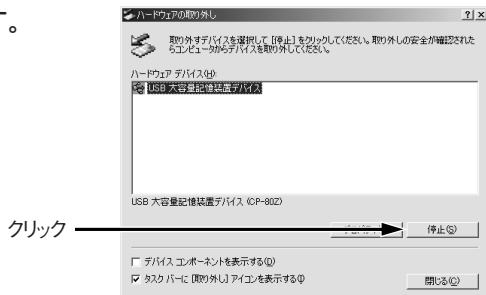 す。
ハードウェアの取り外し
取り外すデバイスを選択して [停止] をクリックしてください。取り外しの安全が確認された
らコンピュータからデバイスを取り外してください。
ハードウェア デバイス(H):
USB 大容量記憶装置デバイス
USB 大容量記憶装置デバイス (CP-80Z)
クリック
停止(S)
デバイス コンポーネントを表示する(D)
タスク バーに [取り外し] アイコンを表示する(I)
閉じる(C)